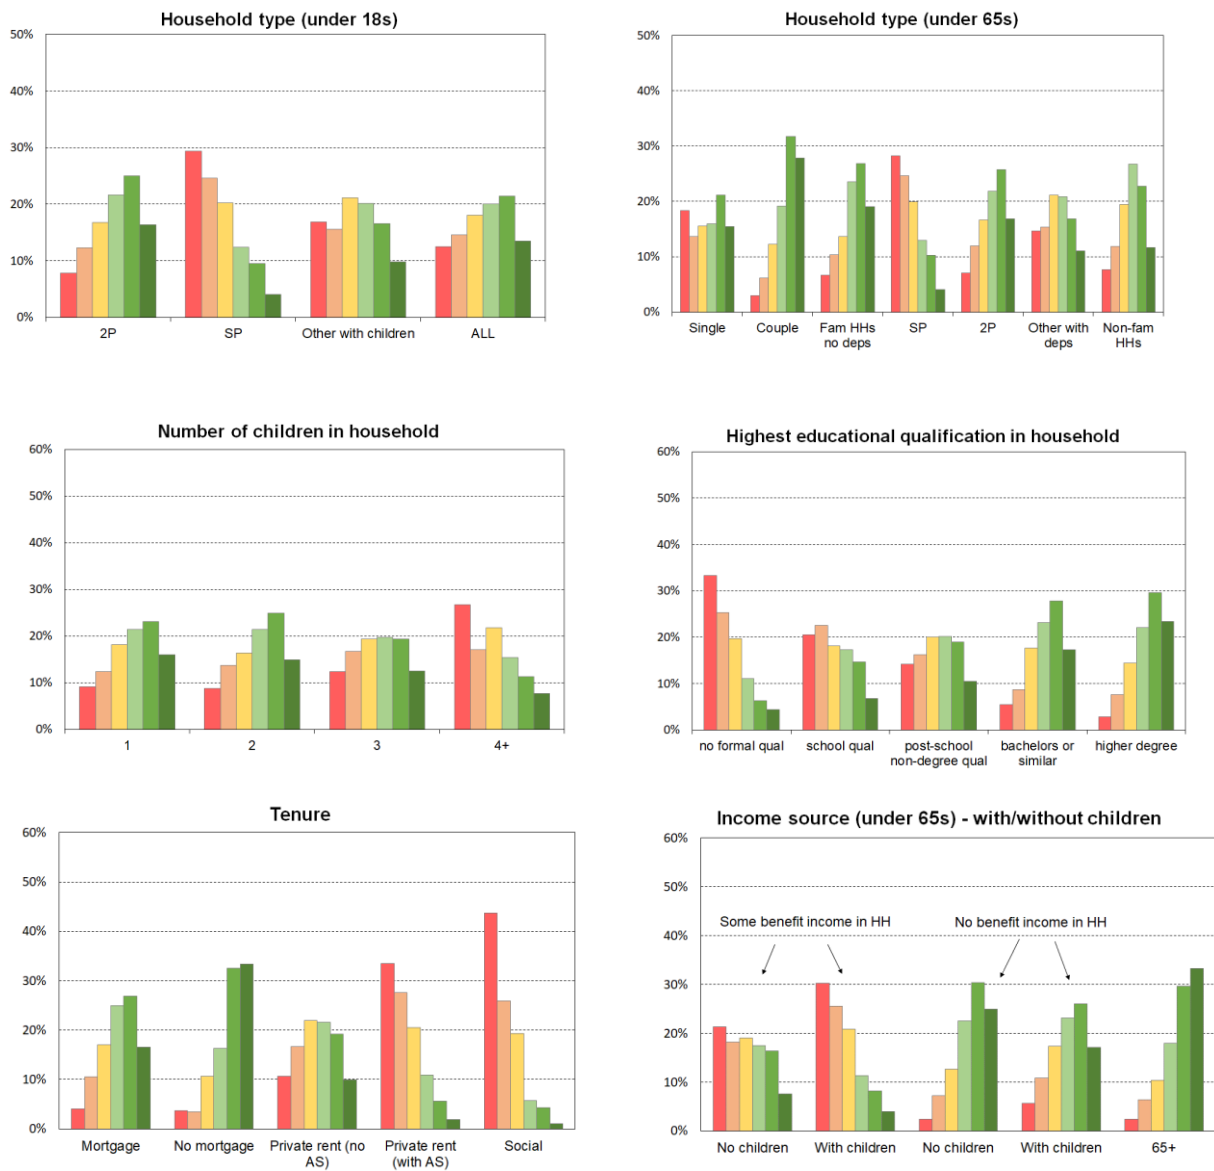 Household type (under 18s)
50%
40%
30%
20%
10%
0%
2P
SP
Other with children
ALL
Household type (under 65s)
50%
40%
30%
20%
10%
0%
Single
Couple
Fam HHs
no deps
SP
2P
Other with
deps
Non-fam
HHs
Number of children in household
60%
50%
40%
30%
20%
10%
0%
1
2
3
4+
Highest educational qualification in household
60%
50%
40%
30%
20%
10%
0%
no formal qual
school qual
post-school
non-degree qual
bachelors or
similar
higher degree
Tenure
60%
50%
40%
30%
20%
10%
0%
Mortgage
No mortgage
Private rent (no
AS)
Private rent
(with AS)
Social
Income source (under 65s) - with/without children
60%
50%
40%
30%
20%
10%
0%
Some benefit income in HH
No benefit income in HH
No children
With children
No children
With children
65+